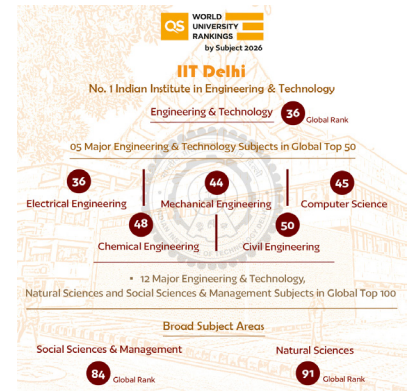 QS
WORLD
UNIVERSITY
RANKINGS
by Subject 2026
IIT Delhi
No. 1 Indian Institute in Engineering & Technology
Engineering & Technology 36 Global Rank
05 Major Engineering & Technology Subjects in Global Top 50
36 44 45
Electrical Engineering Mechanical Engineering Computer Science
48 50
Chemical Engineering Civil Engineering
• 12 Major Engineering & Technology,
Natural Sciences and Social Sciences & Management Subjects in Global Top 100
Broad Subject Areas
Social Sciences & Management Natural Sciences
84 Global Rank 91 Global Rank